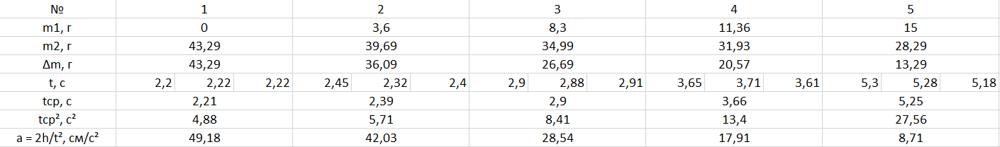 № 1 2 3 4 5
m1, г 0 3,6 8,3 11,36 15
m2, г 43,29 39,69 34,99 31,93 28,29
Δm, г 43,29 36,09 26,69 20,57 13,29
t, с 2,2 2,22 2,22 2,45 2,32 2,4 2,9 2,88 2,91 3,65 3,71 3,61 5,3 5,28 5,18
tср, с 2,21 2,39 2,9 3,66 5,25
tср², с² 4,88 5,71 8,41 13,4 27,56
a = 2h/t², см/с² 49,18 42,03 28,54 17,91 8,71